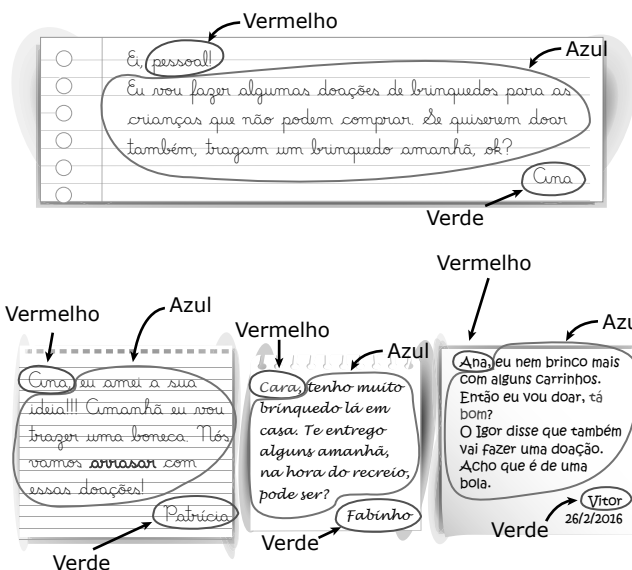 Vermelho
Azul
Ei, pessoal!
Eu vou fazer algumas doações de brinquedos para as
crianças que não podem comprar. Se quiserem doar
também, tragam um brinquedo amanhã, ok?
Ana
Verde
Vermelho
Azul
Ana, eu amei a sua
ideia!!! Amanhã eu vou
trazer uma boneca. Nós
vamos arrasar com
essas doações!
Patrícia
Verde
Vermelho
Azul
Cara, tenho muito
brinquedo lá em
casa. Te entrego
alguns amanhã,
na hora do recreio,
pode ser?
Fabinho
Verde
Vermelho
Azu
Ana, eu nem brinco mais
com alguns carrinhos.
Então eu vou doar, tá
bom?
O Igor disse que também
vai fazer uma doação.
Acho que é de uma
bola.
Vitor
26/2/2016
Verde